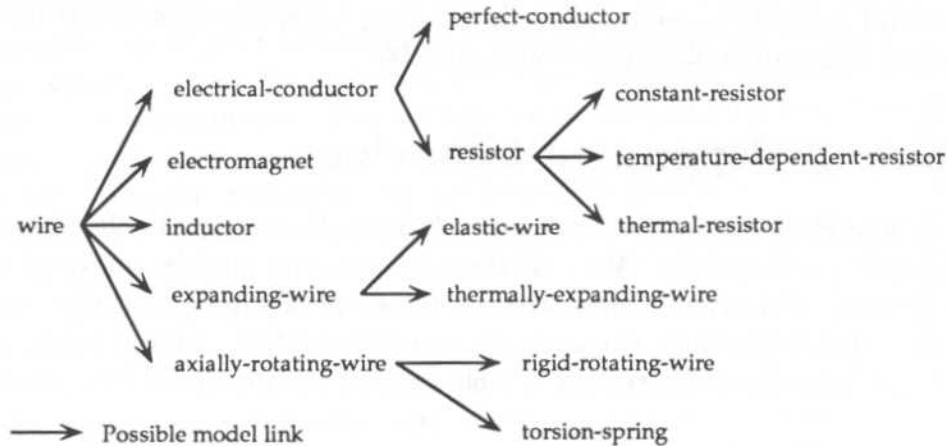 perfect-conductor
electrical-conductor
constant-resistor
electromagnet
resistor
temperature-dependent-resistor
wire
inductor
elastic-wire
thermal-resistor
expanding-wire
thermally-expanding-wire
axially-rotating-wire
rigid-rotating-wire
Possible model link
torsion-spring